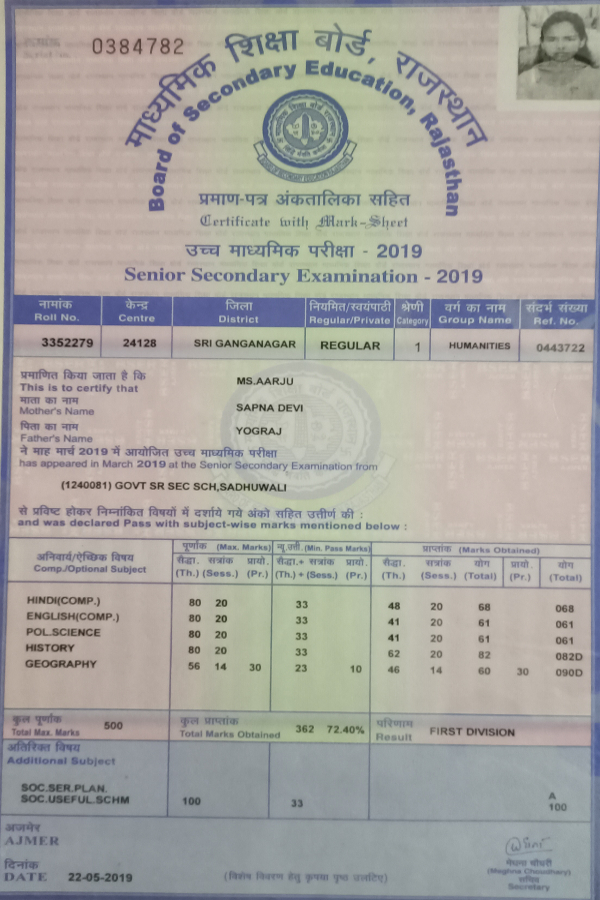 0384782
माध्यमिक शिक्षा बोर्ड, राजस्थान
Board of Secondary Education, Rajasthan
प्रमाण-पत्र अंकतालिका सहित
Certificate with Mark-Sheet
उच्च माध्यमिक परीक्षा - 2019
Senior Secondary Examination - 2019
नामांक केन्द्र जिला नियमित/स्वयंपाठी श्रेणी वर्ग का नाम संदर्भ संख्या
Roll No. Centre District Regular/Private Category Group Name Ref. No.
3352279 24128 SRI GANGANAGAR REGULAR 1 HUMANITIES 0443722
प्रमाणित किया जाता है कि
This is to certify that MS.AARJU
माता का नाम
Mother's Name SAPNA DEVI
पिता का नाम
Father's Name YOGRAJ
ने माह मार्च 2019 में आयोजित उच्च माध्यमिक परीक्षा
has appeared in March 2019 at the Senior Secondary Examination from
(1240081) GOVT SR SEC SCH,SADHUWALI
से प्रविष्ट होकर निम्नांकित विषयों में दर्शाये गये अंको सहित उत्तीर्ण की :
and was declared Pass with subject-wise marks mentioned below :
अनिवार्य/ऐच्छिक विषय
Comp./Optional Subject
पूर्णांक (Max. Marks) न्यू.उत्ती. (Min. Pass Marks) प्राप्तांक (Marks Obtained)
सैद्धा. सत्रांक प्रायो. सैद्धा.+ सत्रांक प्रायो. सैद्धा. सत्रांक योग प्रायो. योग
(Th.) (Sess.) (Pr.) (Th.) + (Sess.) (Pr.) (Th.) (Sess.) (Total) (Pr.) (Total)
HINDI(COMP.) 80 20 33 48 20 68 068
ENGLISH(COMP.) 80 20 33 41 20 61 061
POL.SCIENCE 80 20 33 41 20 61 061
HISTORY 80 20 33 62 20 82 082D
GEOGRAPHY 56 14 30 23 10 46 14 60 30 090D
कुल पूर्णांक कुल प्राप्तांक परिणाम
Total Max. Marks 500 Total Marks Obtained 362 72.40% Result FIRST DIVISION
अतिरिक्त विषय
Additional Subject
SOC.SER.PLAN. A
SOC.USEFUL.SCHM 100 33 100
अजमेर
AJMER
दिनांक
DATE 22-05-2019
(विशेष विवरण हेतु कृपया पृष्ठ उलटिए)
मेघना चौधरी
(Meghna Choudhary)
सचिव
Secretary